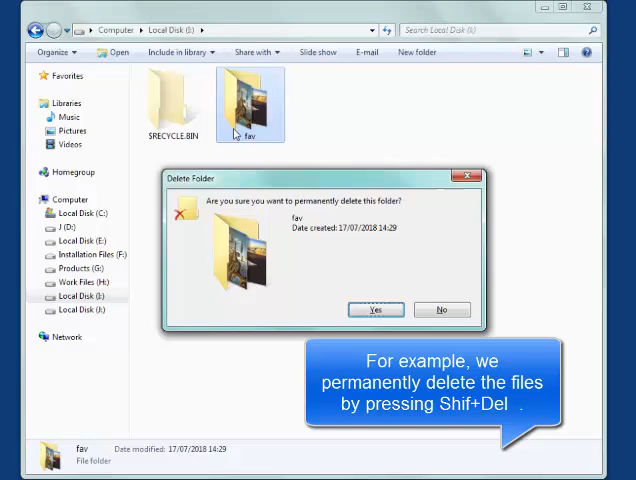 Computer Local Disk (I:) Search Local Disk (I:)
Organize Open Include in library Share with Slide show E-mail New folder
Favorites
Libraries
Music
Pictures
Videos
Homegroup
Computer
Local Disk (C:)
J (D:)
Local Disk (E:)
Installation Files (F:)
Products (G:)
Work Files (H:)
Local Disk (I:)
Local Disk (J:)
Network
$RECYCLE.BIN fav
Delete Folder
Are you sure you want to permanently delete this folder?
fav
Date created: 17/07/2018 14:29
Yes No
For example, we
permanently delete the files
by pressing Shif+Del .
fav Date modified: 17/07/2018 14:29
File folder